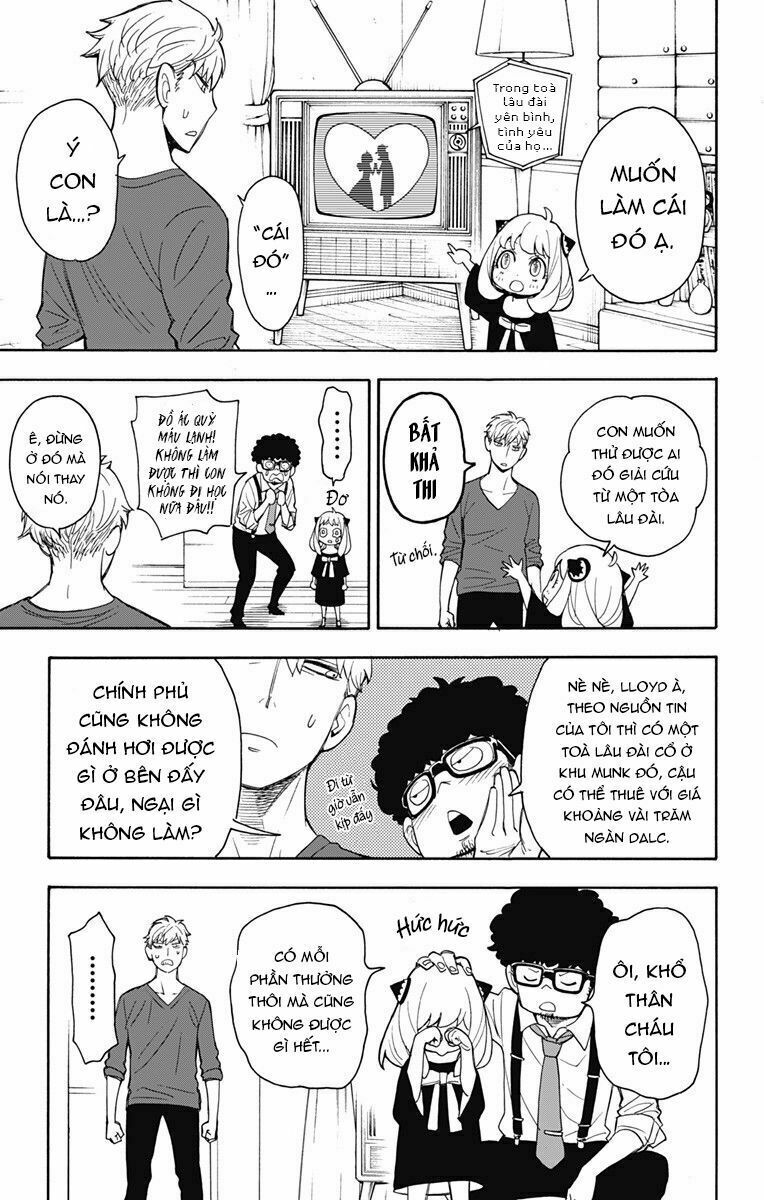 MUỐN
LÀM CÁI
ĐÓ Ạ.
Trong toà
lâu đài
yên bình,
tình yêu
của họ...
"CÁI
ĐÓ"
...
Ý
CON
LÀ...?
CON MUỐN
THỬ ĐƯỢC AI
ĐÓ GIẢI CỨU
TỪ MỘT TÒA
LÂU ĐÀI.
BẤT
KHẢ
THI
Từ chối.
......
Đơ
ĐỒ ÁC QUỶ
MÁU LẠNH!
KHÔNG LÀM
ĐƯỢC THÌ CON
KHÔNG ĐI HỌC
NỮA ĐÂU!!
Ê, ĐỪNG
Ở ĐÓ MÀ
NÓI THAY
NÓ.
NÈ NÈ, LLOYD À,
THEO NGUỒN TIN
CỦA TÔI THÌ CÓ MỘT
TOÀ LÂU ĐÀI CỔ Ở
KHU MUNK ĐÓ, CẬU
CÓ THỂ THUÊ VỚI GIÁ
KHOẢNG VÀI TRĂM
NGÀN DALC.
Đi từ
giờ vẫn
kịp đấy
CHÍNH PHỦ
CŨNG KHÔNG
ĐÁNH HƠI ĐƯỢC
GÌ Ở BÊN ĐẤY
ĐÂU, NGẠI GÌ
KHÔNG LÀM?
ÔI, KHỔ
THÂN
CHÁU
TÔI...
Hức hức
CÓ MỖI
PHẦN THƯỞNG
THÔI MÀ CŨNG
KHÔNG ĐƯỢC
GÌ HẾT...
......